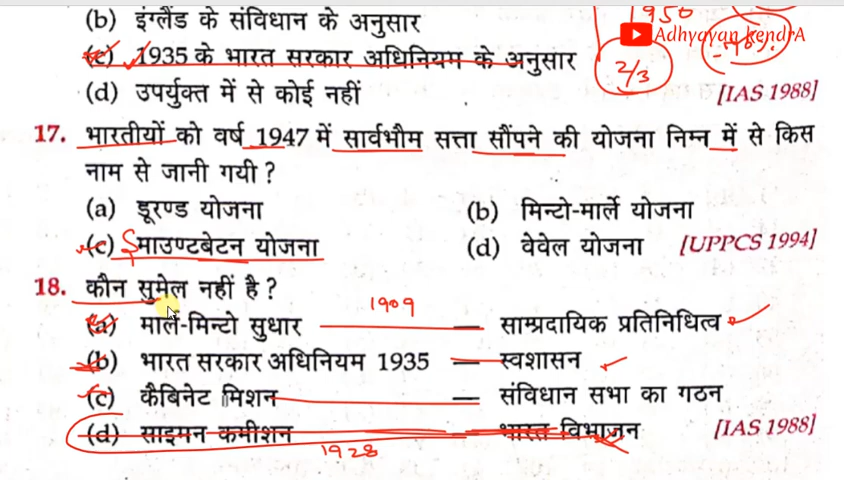 (b) इंग्लैंड के संविधान के अनुसार
1950
Adhyayan KendrA
(c) 1935 के भारत सरकार अधिनियम के अनुसार
2/3
(d) उपर्युक्त में से कोई नहीं [IAS 1988]
17. भारतीयों को वर्ष 1947 में सार्वभौम सत्ता सौंपने की योजना निम्न में से किस
नाम से जानी गयी ?
(a) डूरण्ड योजना (b) मिन्टो-मार्ले योजना
(c) माउण्टबेटन योजना (d) वेवेल योजना [UPPCS 1994]
18. कौन सुमेल नहीं है ?
1909
(a) मार्ले-मिन्टो सुधार — साम्प्रदायिक प्रतिनिधित्व
(b) भारत सरकार अधिनियम 1935 — स्वशासन
(c) कैबिनेट मिशन — संविधान सभा का गठन
(d) साइमन कमीशन — भारत विभाजन [IAS 1988]
1928